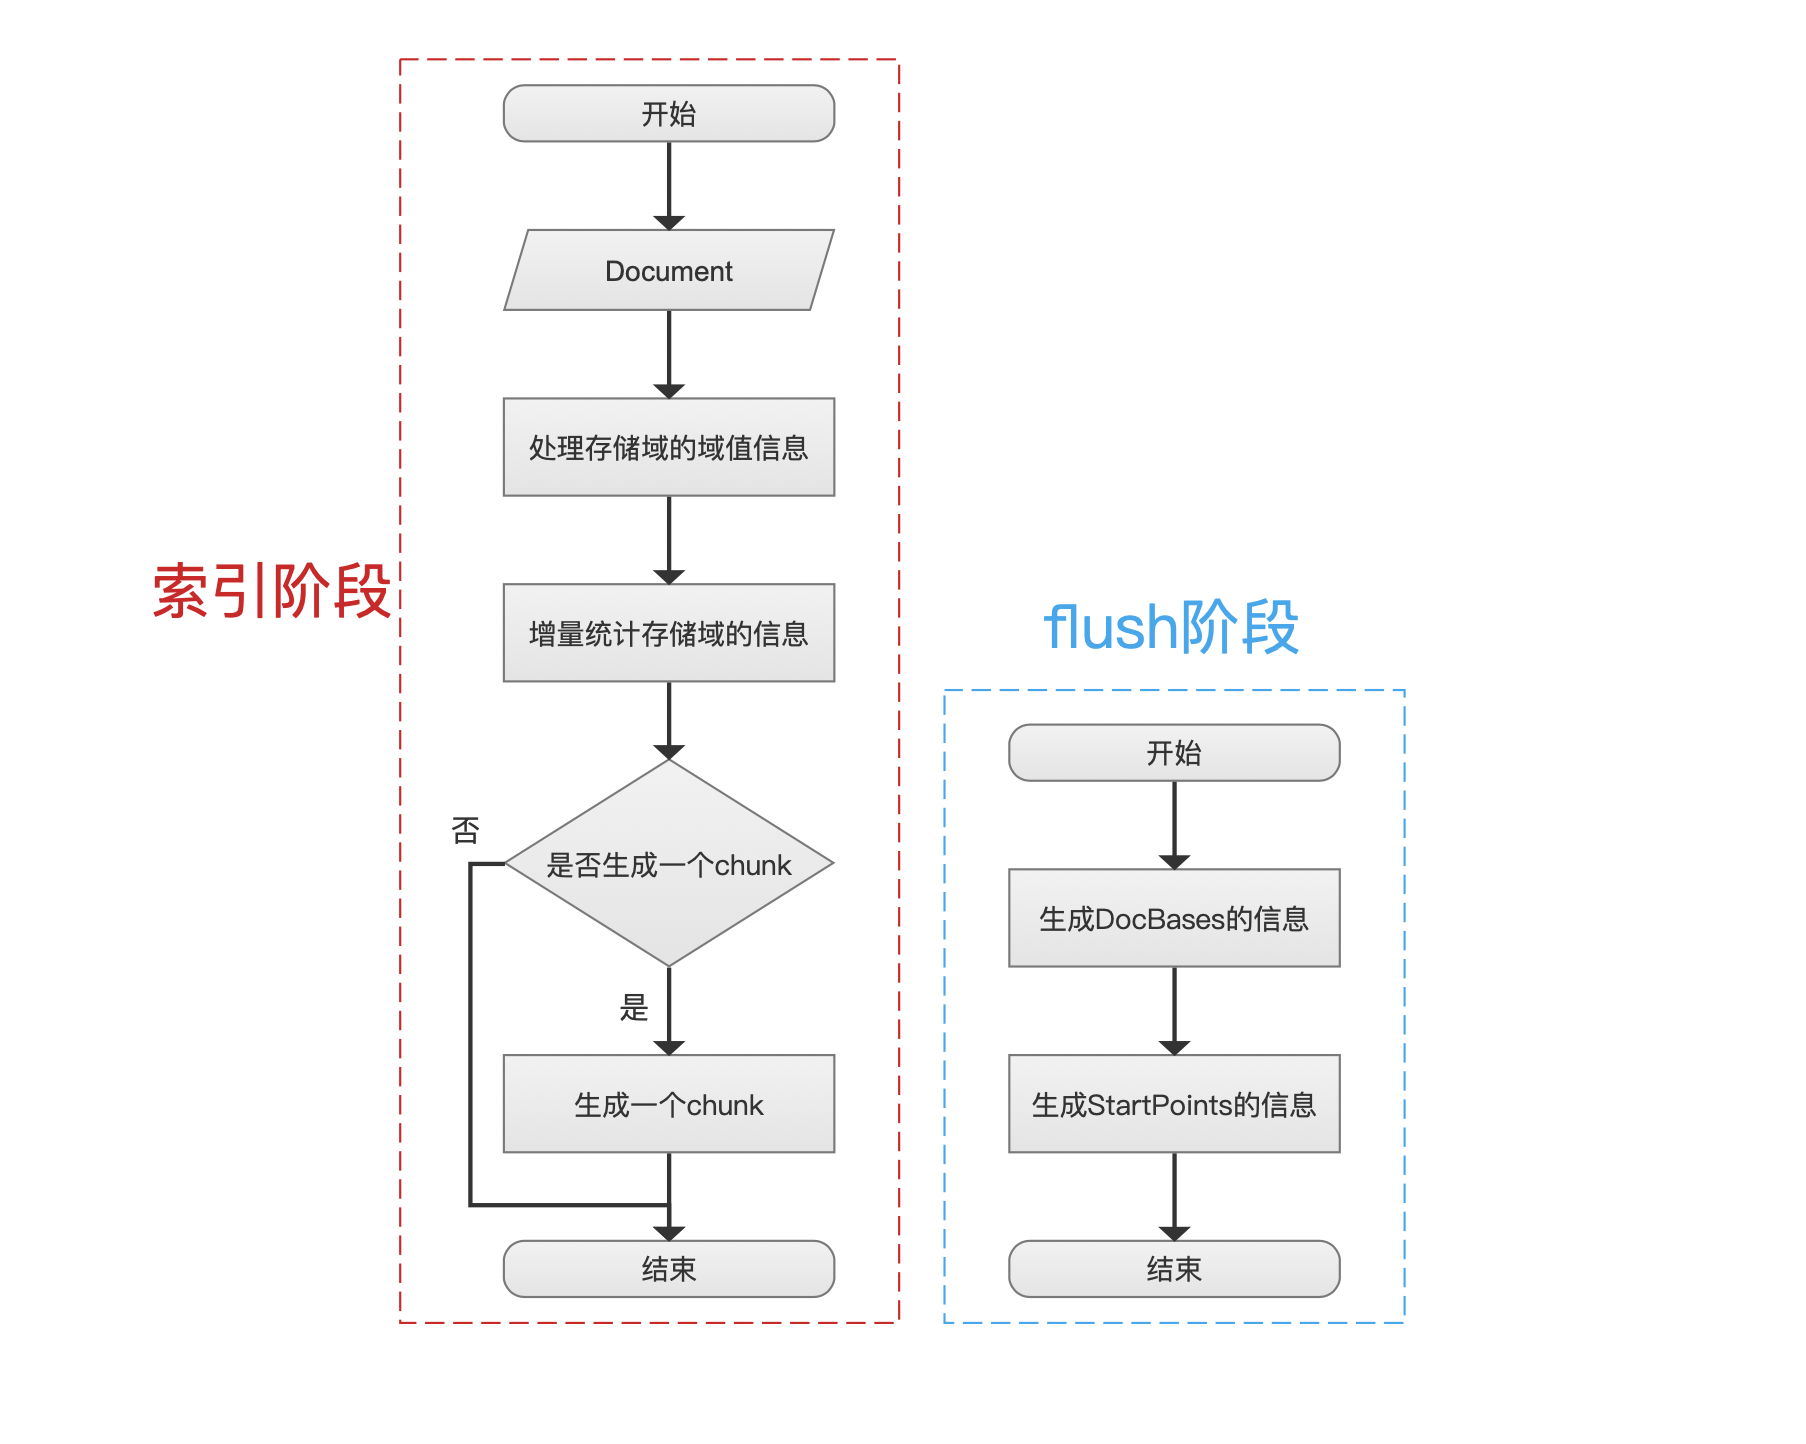 索引阶段
开始
Document
处理存储域的域值信息
增量统计存储域的信息
否
是否生成一个chunk
是
生成一个chunk
结束
flush阶段
开始
生成DocBases的信息
生成StartPoints的信息
结束